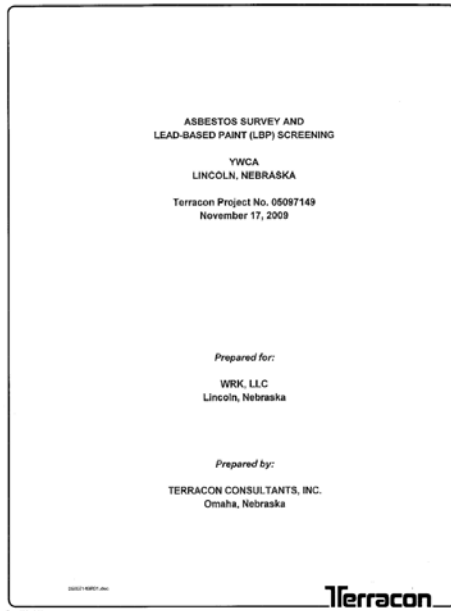 ASBESTOS SURVEY AND
LEAD-BASED PAINT (LBP) SCREENING
YWCA
LINCOLN, NEBRASKA
Terracon Project No. 05097149
November 17, 2009
Prepared for:
WRK, LLC
Lincoln, Nebraska
Prepared by:
TERRACON CONSULTANTS, INC.
Omaha, Nebraska
Terracon